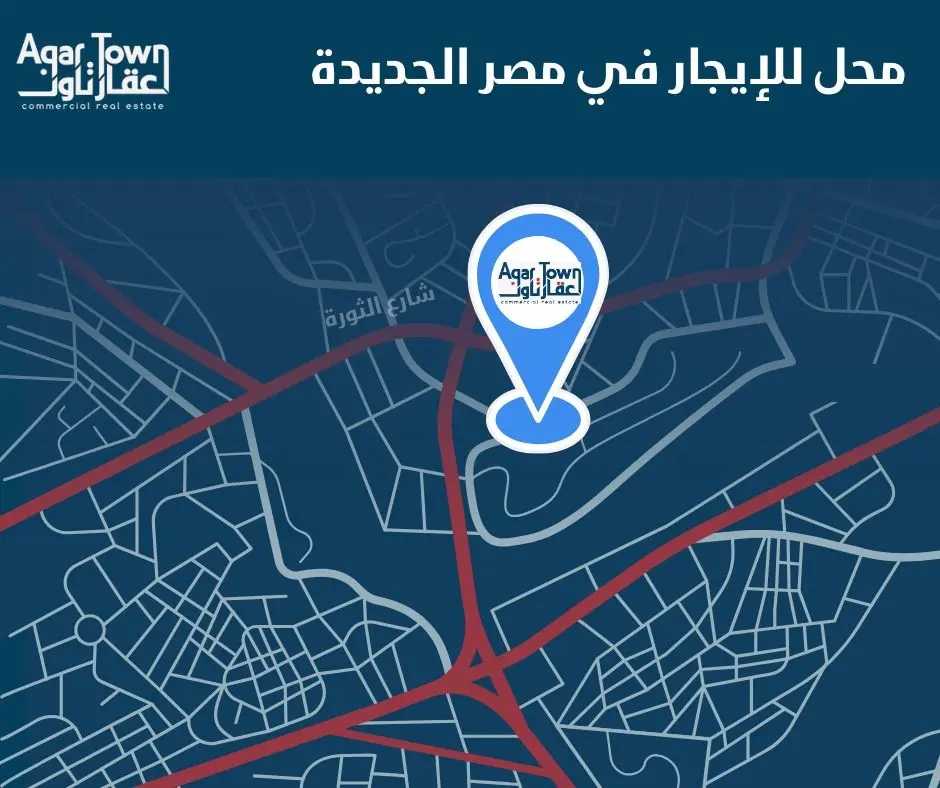 محل للإيجار في مصر الجديدة
Aqar Town
عقار تاون
commercial real estate
Aqar Town
عقار تاون
commercial real estate
شارع الثورة